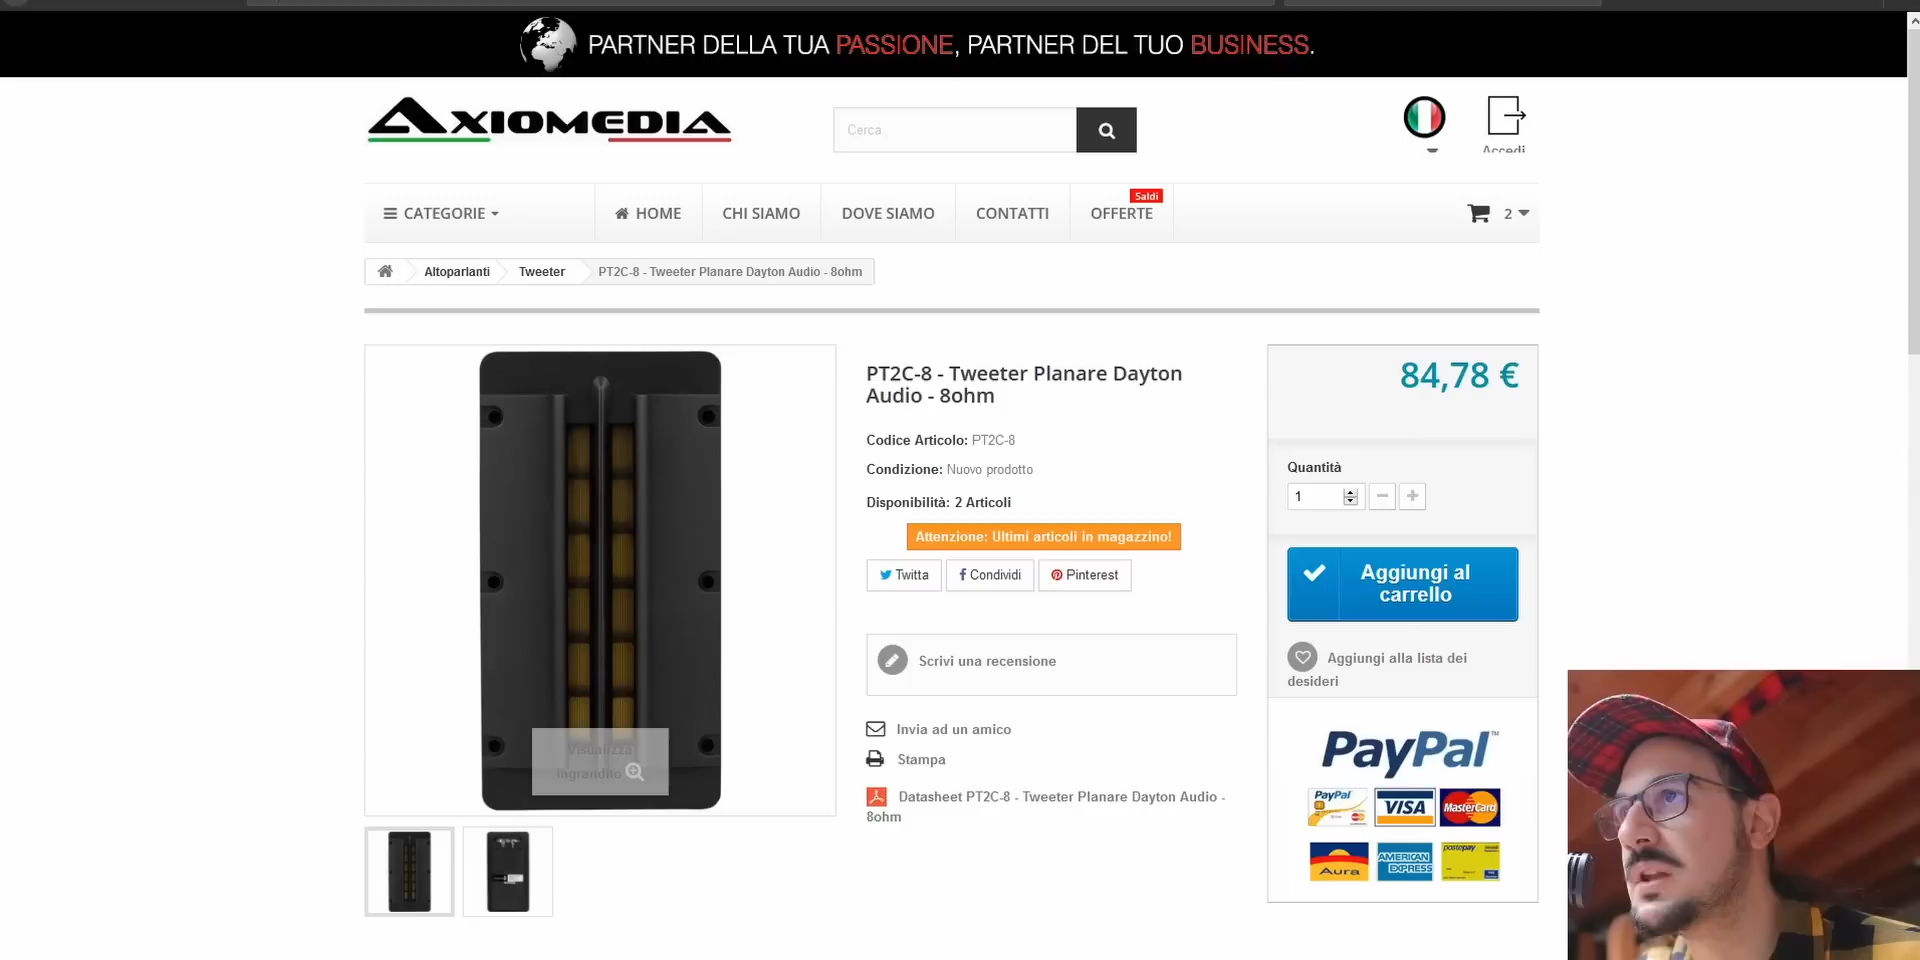 PARTNER DELLA TUA PASSIONE, PARTNER DEL TUO BUSINESS.
AXIOMEDIA
Cerca
Accedi
CATEGORIE
HOME
CHI SIAMO
DOVE SIAMO
CONTATTI
OFFERTE
Saldi
2
Altoparlanti
Tweeter
PT2C-8 - Tweeter Planare Dayton Audio - 8ohm
PT2C-8 - Tweeter Planare Dayton
Audio - 8ohm
Codice Articolo: PT2C-8
Condizione: Nuovo prodotto
Disponibilità: 2 Articoli
Attenzione: Ultimi articoli in magazzino!
Twitta
Condividi
Pinterest
Scrivi una recensione
Invia ad un amico
Stampa
Datasheet PT2C-8 - Tweeter Planare Dayton Audio -
8ohm
Visualizza
ingrandito
84,78 €
Quantità
1
Aggiungi al
carrello
Aggiungi alla lista dei
desideri
PayPal™
PayPal
VISA
MasterCard
Aura
AMERICAN
EXPRESS
postepay